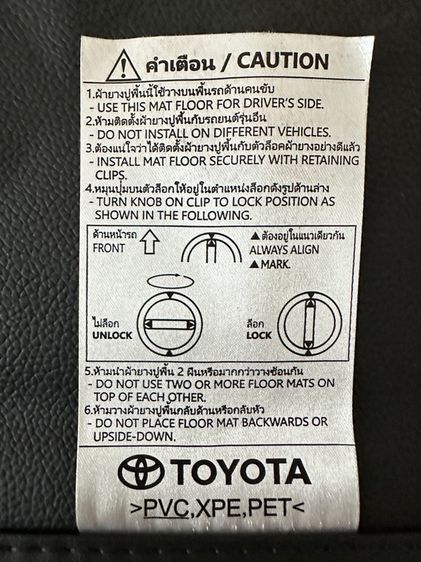 คำเตือน / CAUTION
1.ผ้ายางปูพื้นนี้ใช้วางบนพื้นรถด้านคนขับ
- USE THIS MAT FLOOR FOR DRIVER'S SIDE.
2.ห้ามติดตั้งผ้ายางปูพื้นกับรถยนต์รุ่นอื่น
- DO NOT INSTALL ON DIFFERENT VEHICLES.
3.ต้องแน่ใจว่าได้ติดตั้งผ้ายางปูพื้นกับตัวล็อคผ้ายางอย่างดีแล้ว
- INSTALL MAT FLOOR SECURELY WITH RETAINING
CLIPS.
4.หมุนปุ่มบนตัวล็อกให้อยู่ในตำแหน่งล็อกดังรูปด้านล่าง
- TURN KNOB ON CLIP TO LOCK POSITION AS
SHOWN IN THE FOLLOWING.
ด้านหน้ารถ
FRONT
▲ต้องอยู่ในแนวเดียวกัน
ALWAYS ALIGN
▲MARK.
ไม่ล็อก
UNLOCK
ล็อก
LOCK
5.ห้ามนำผ้ายางปูพื้น 2 ผืนหรือมากกว่าวางซ้อนกัน
- DO NOT USE TWO OR MORE FLOOR MATS ON
TOP OF EACH OTHER.
6.ห้ามวางผ้ายางปูพื้นกลับด้านหรือกลับหัว
- DO NOT PLACE FLOOR MAT BACKWARDS OR
UPSIDE-DOWN.
TOYOTA
>PVC,XPE,PET<